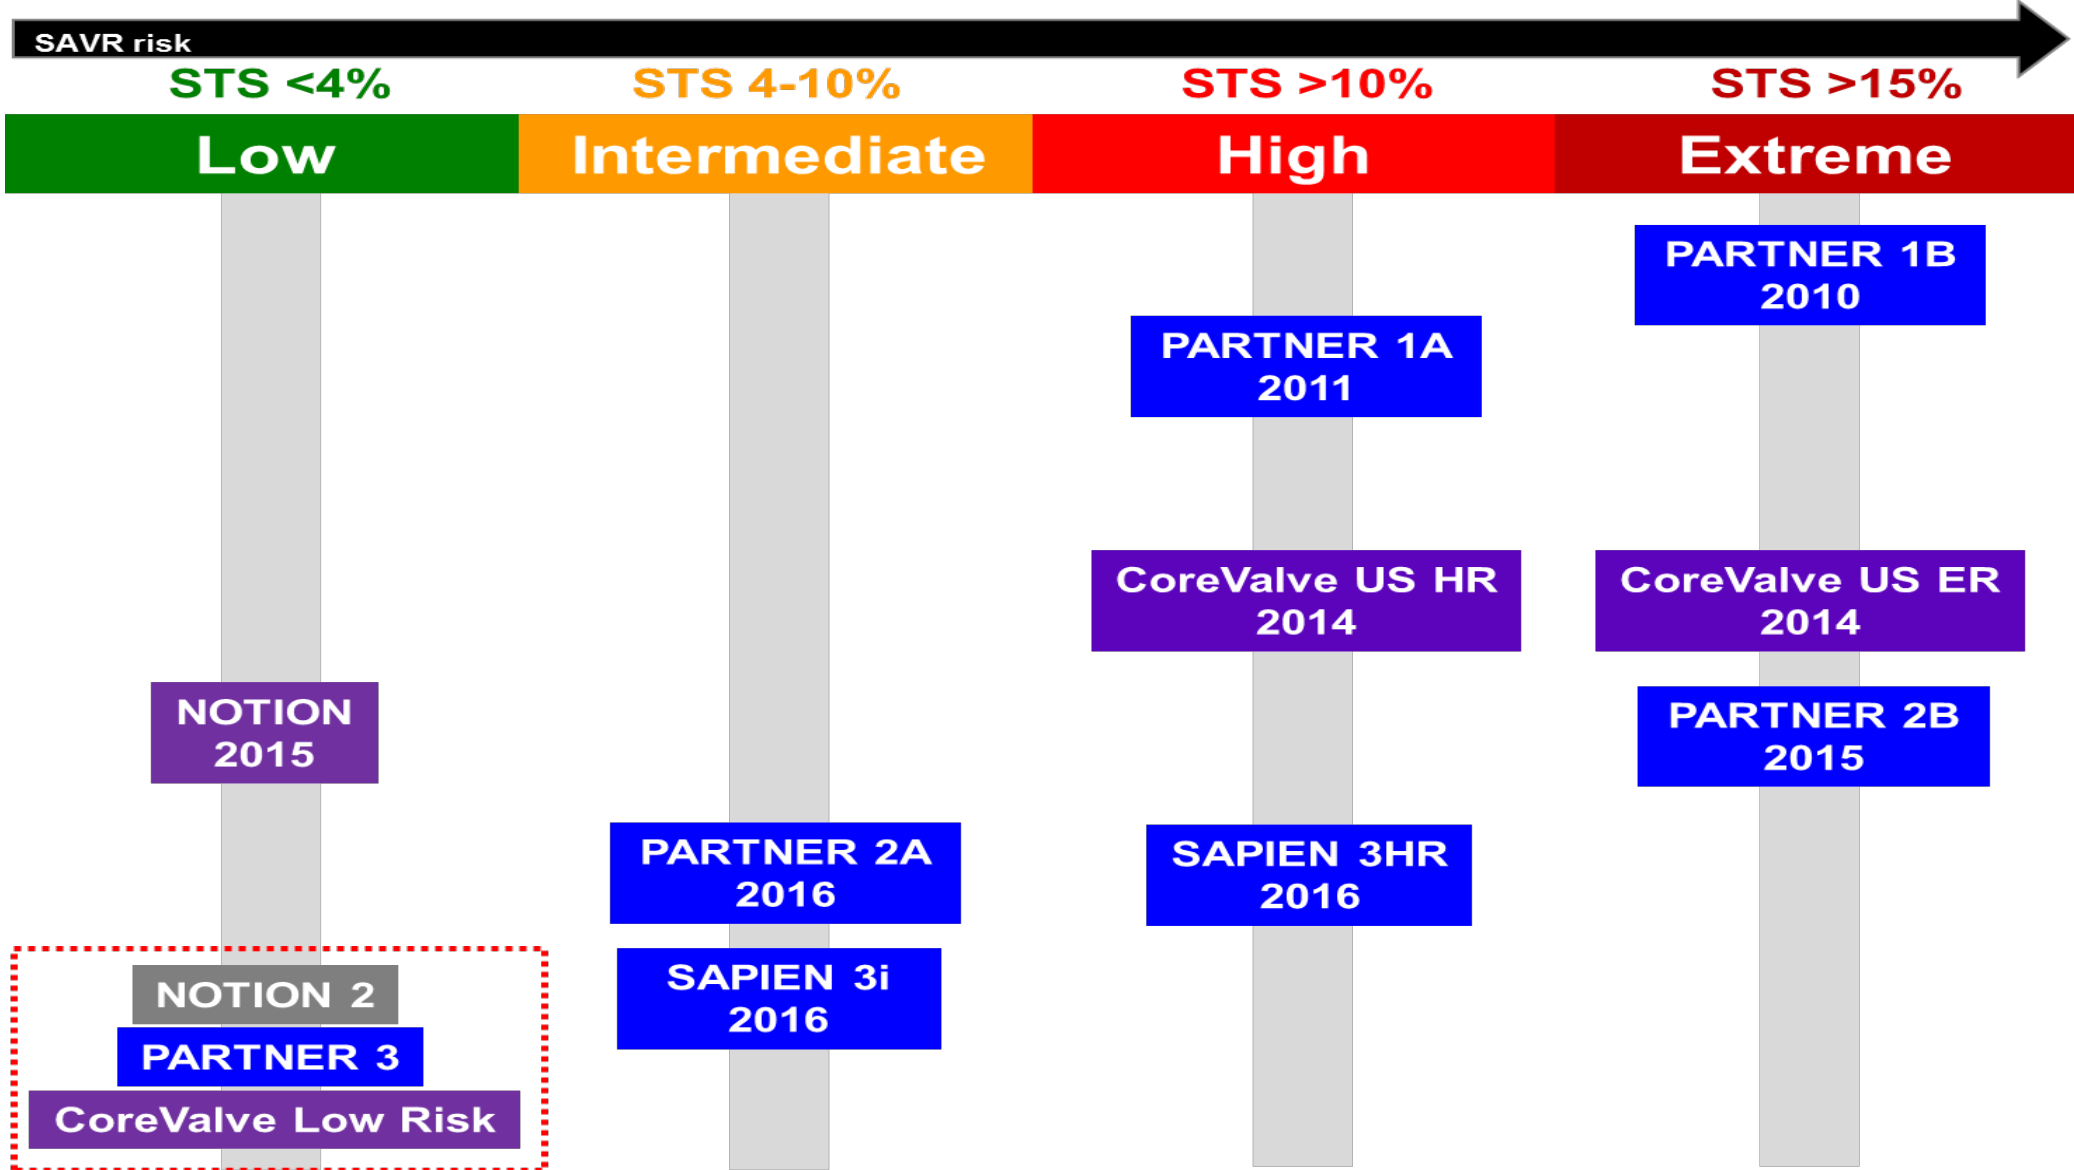 SAVR risk
STS <4%
STS 4-10%
STS >10%
STS >15%
Low
Intermediate
High
Extreme
PARTNER 1B
2010
PARTNER 1A
2011
CoreValve US HR
2014
CoreValve US ER
2014
NOTION
2015
PARTNER 2B
2015
PARTNER 2A
2016
SAPIEN 3HR
2016
SAPIEN 3i
2016
NOTION 2
PARTNER 3
CoreValve Low Risk